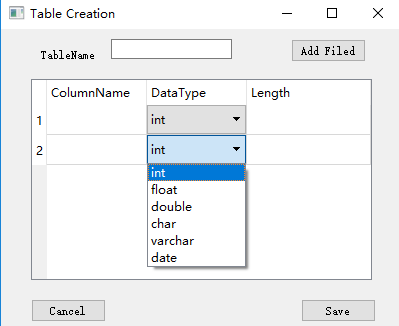 Table Creation
TableName
Add Filed
ColumnName DataType Length
1 int
2 int
int
float
double
char
varchar
date
Cancel Save